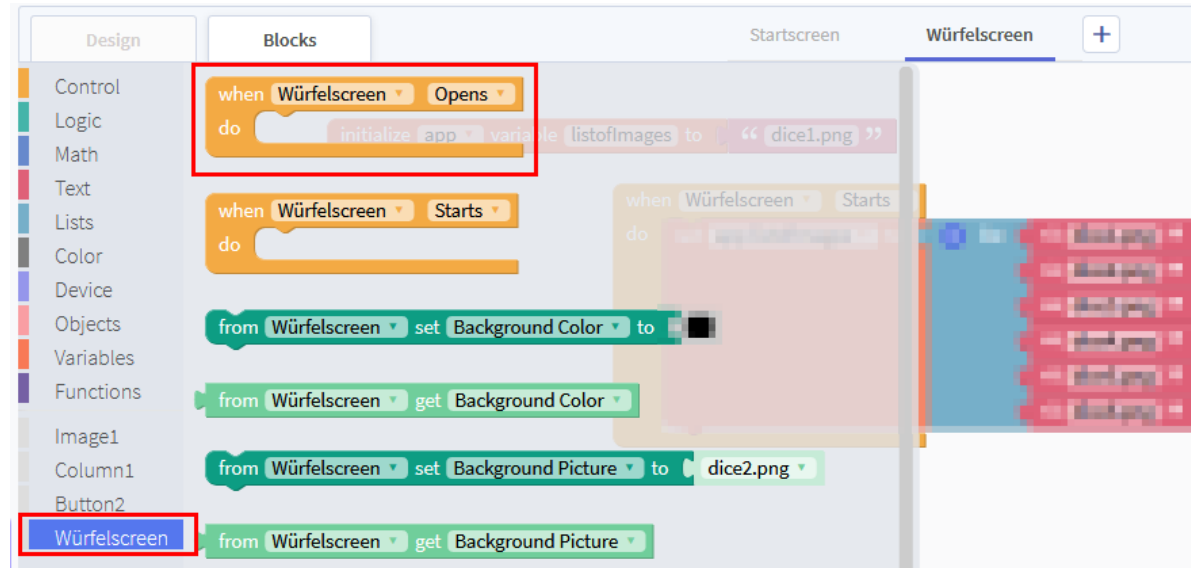 Design
Blocks
Startscreen
Würfelscreen
+
Control
Logic
Math
Text
Lists
Color
Device
Objects
Variables
Functions
Image1
Column1
Button2
Würfelscreen
when Würfelscreen Opens
do
initialize app variable listofImages to “ dice1.png ”
when Würfelscreen Starts
do
when Würfelscreen Starts
do
from Würfelscreen set Background Color to
from Würfelscreen get Background Color
from Würfelscreen set Background Picture to dice2.png
from Würfelscreen get Background Picture